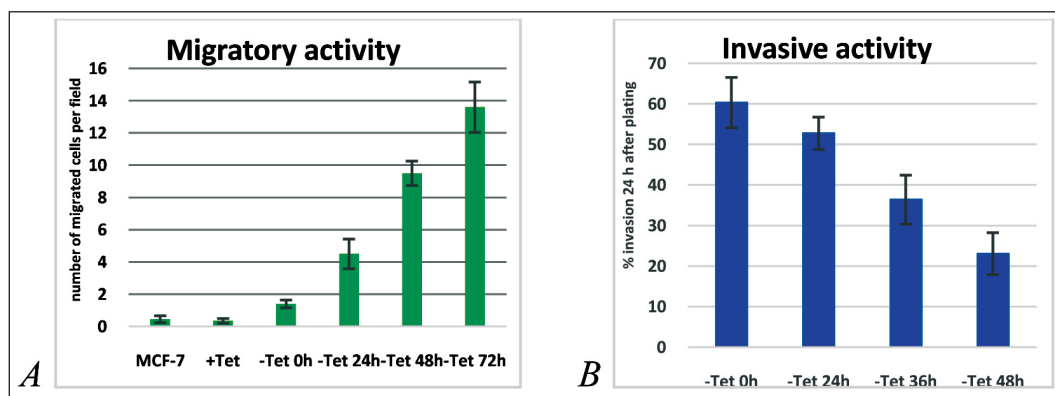 Migratory activity
number of migrated cells per field
16
14
12
10
8
6
4
2
0
MCF-7 +Tet -Tet 0h -Tet 24h -Tet 48h -Tet 72h
A
Invasive activity
% invasion 24 h after plating
70
60
50
40
30
20
10
0
-Tet 0h -Tet 24h -Tet 36h -Tet 48h
B